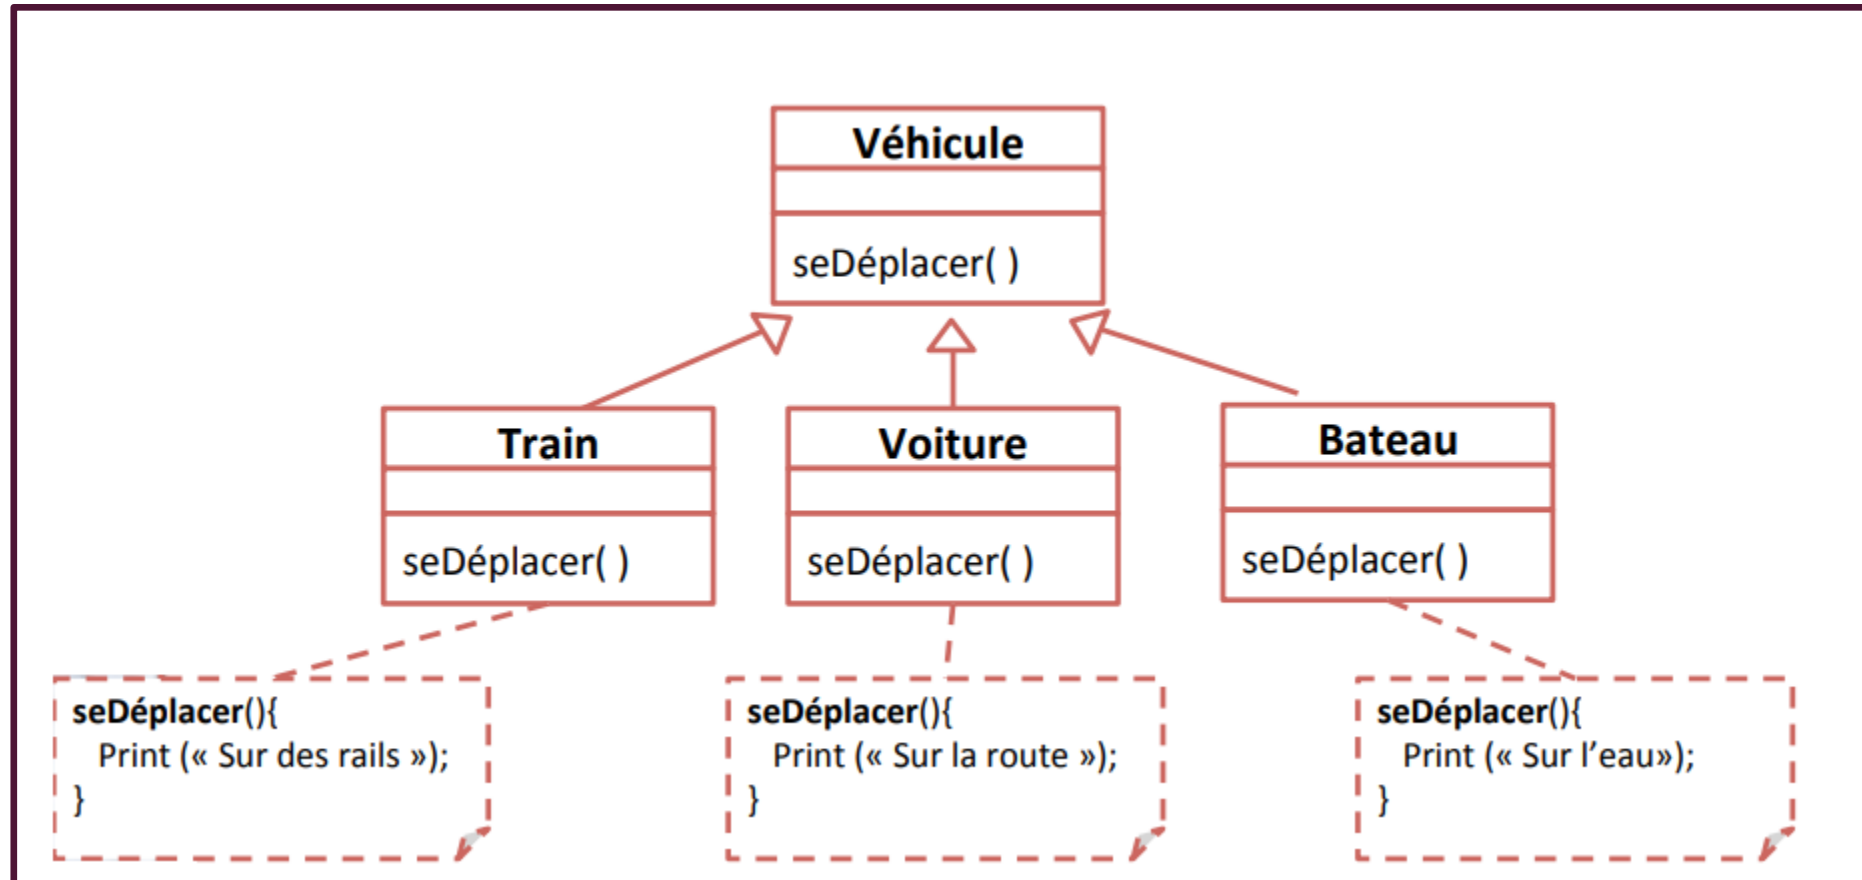 Véhicule
seDéplacer( )
Train
Voiture
Bateau
seDéplacer( )
seDéplacer( )
seDéplacer( )
seDéplacer(){
Print (« Sur des rails »);
}
seDéplacer(){
Print (« Sur la route »);
}
seDéplacer(){
Print (« Sur l’eau»);
}